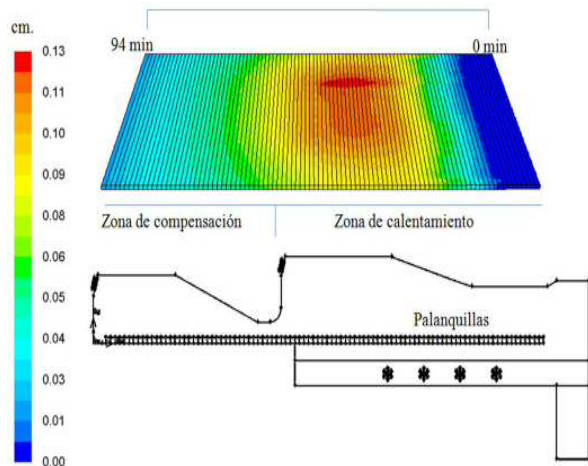 cm.
94 min
0 min
0.13
0.12
0.10
0.09
0.08
0.06
0.05
0.04
0.03
0.01
0.00
Zona de compensación
Zona de calentamiento
Palanquillas